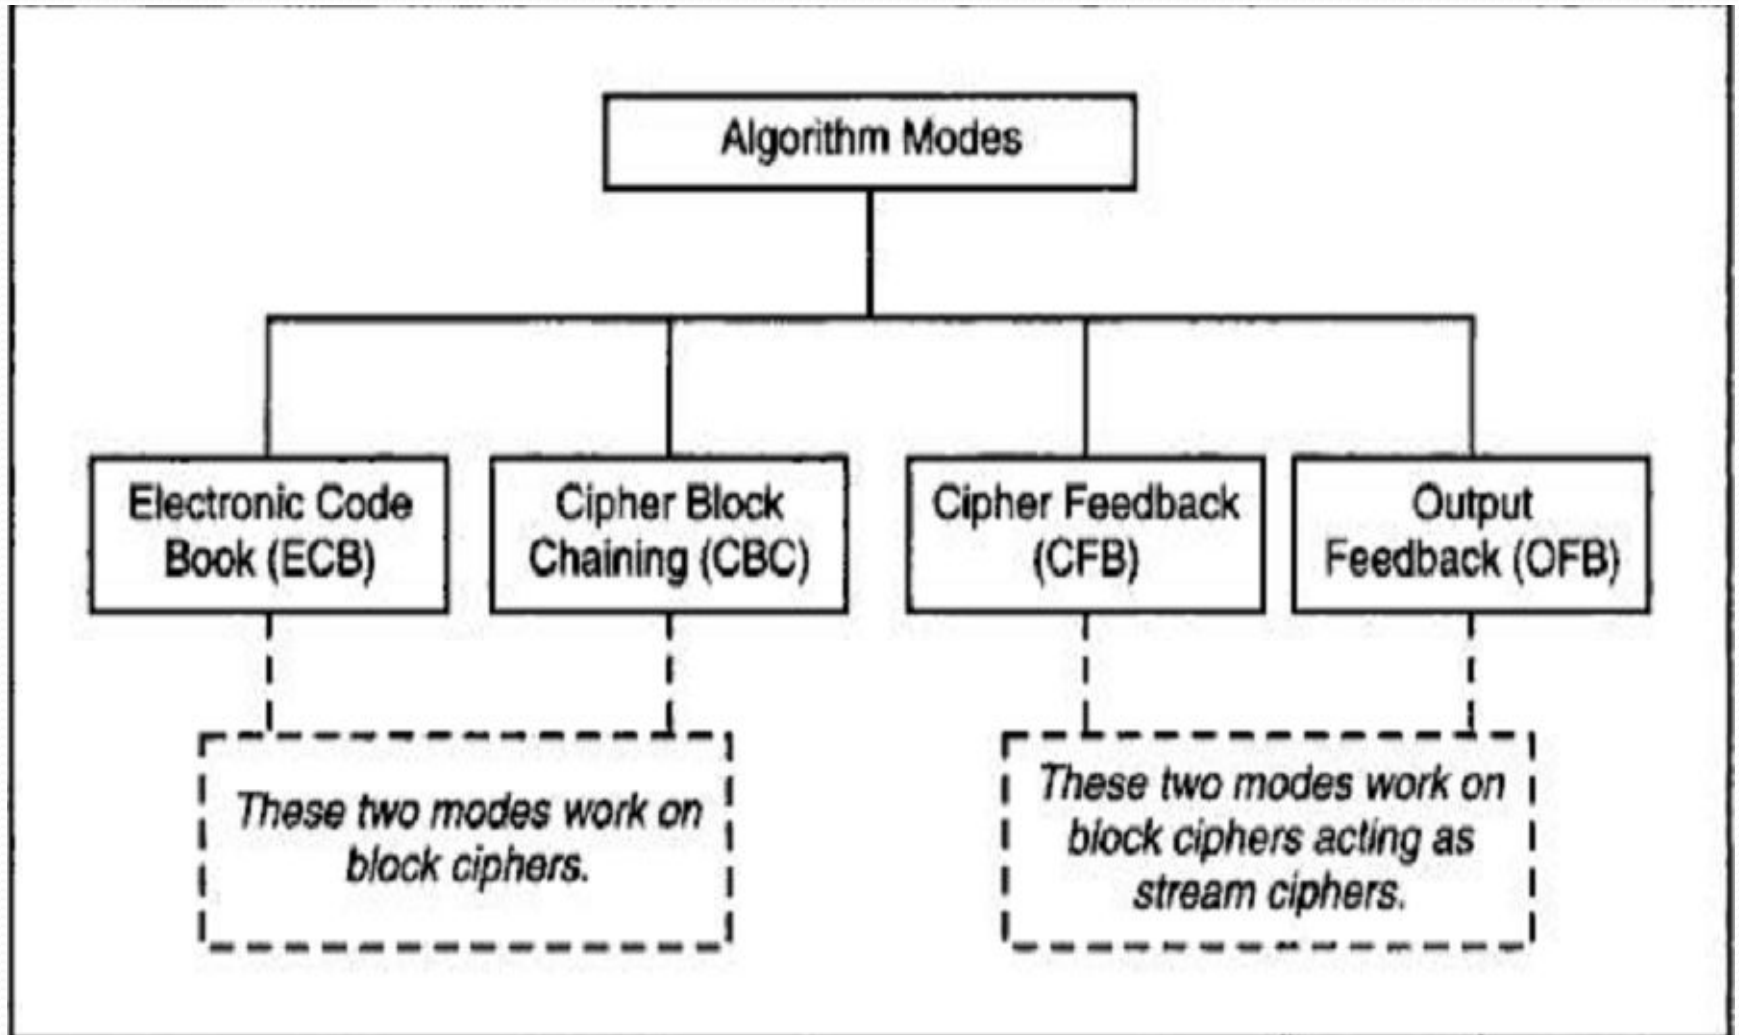 Algorithm Modes
Electronic Code
Book (ECB)
Cipher Block
Chaining (CBC)
Cipher Feedback
(CFB)
Output
Feedback (OFB)
These two modes work on
block ciphers.
These two modes work on
block ciphers acting as
stream ciphers.